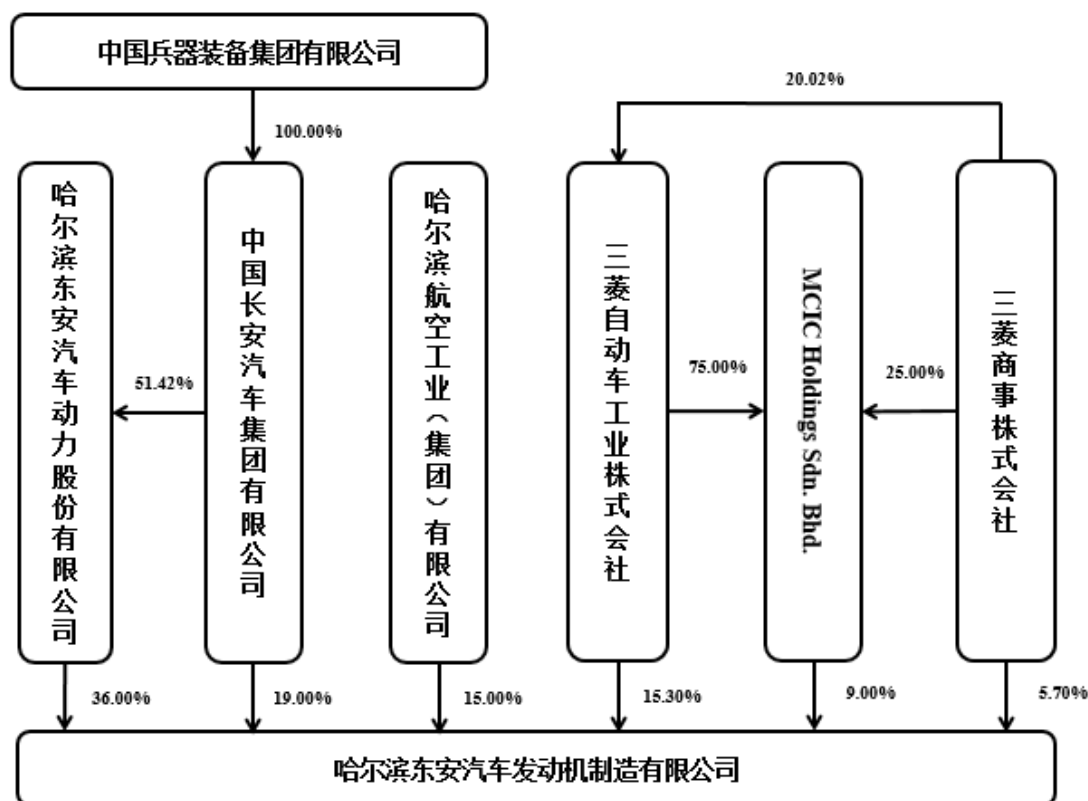 中国兵器装备集团有限公司
20.02%
100.00%
哈尔滨东安汽车动力股份有限公司
中国长安汽车集团有限公司
哈尔滨航空工业（集团）有限公司
三菱自动车工业株式会社
MCIC Holdings Sdn. Bhd.
三菱商事株式会社
51.42%
75.00%
25.00%
36.00%
19.00%
15.00%
15.30%
9.00%
5.70%
哈尔滨东安汽车发动机制造有限公司